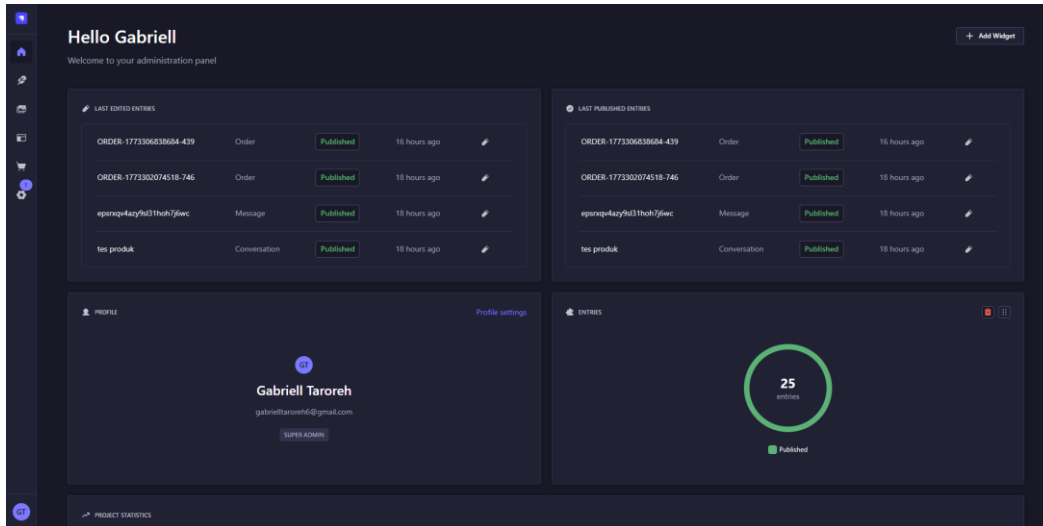 Hello Gabriell
+ Add Widget
Welcome to your administration panel
LAST EDITED ENTRIES
ORDER-1773306838684-439 Order Published 16 hours ago
ORDER-1773302074518-746 Order Published 18 hours ago
epsrxqv4azy9sl31hoh7j6wc Message Published 18 hours ago
tes produk Conversation Published 18 hours ago
LAST PUBLISHED ENTRIES
ORDER-1773306838684-439 Order Published 16 hours ago
ORDER-1773302074518-746 Order Published 18 hours ago
epsrxqv4azy9sl31hoh7j6wc Message Published 18 hours ago
tes produk Conversation Published 18 hours ago
PROFILE
Profile settings
GT
Gabriell Taroreh
gabrielltaroreh6@gmail.com
SUPER ADMIN
ENTRIES
25
entries
Published
1
GT
PROJECT STATISTICS